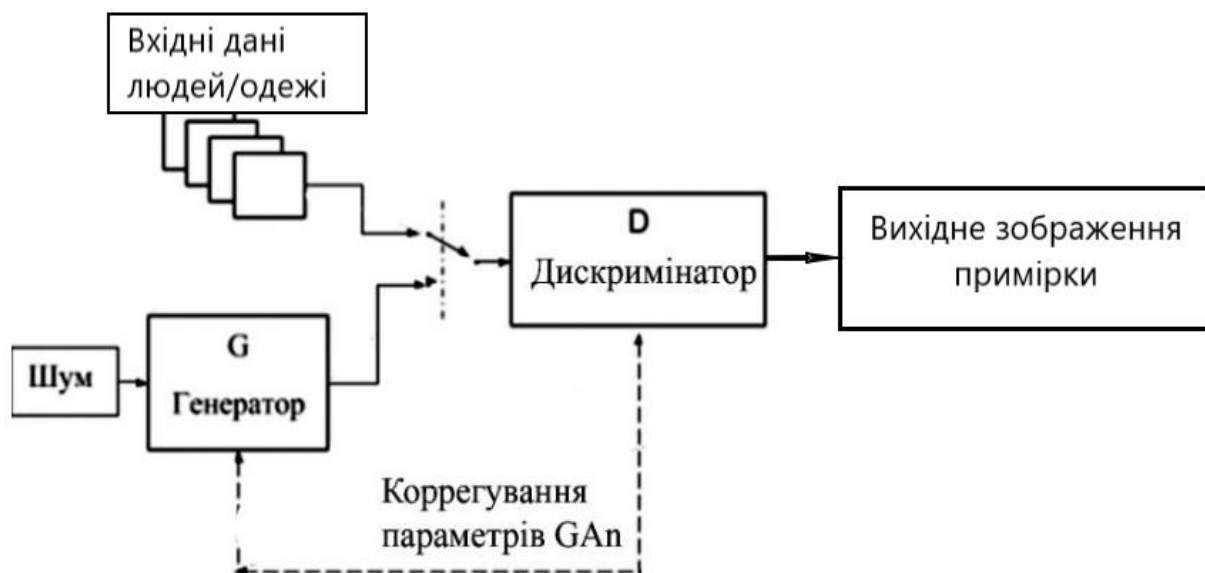 Вхідні дані
людей/одежі
D
Дискримінатор
Вихідне зображення
примірки
Шум
G
Генератор
Коррегування
параметрів GAn